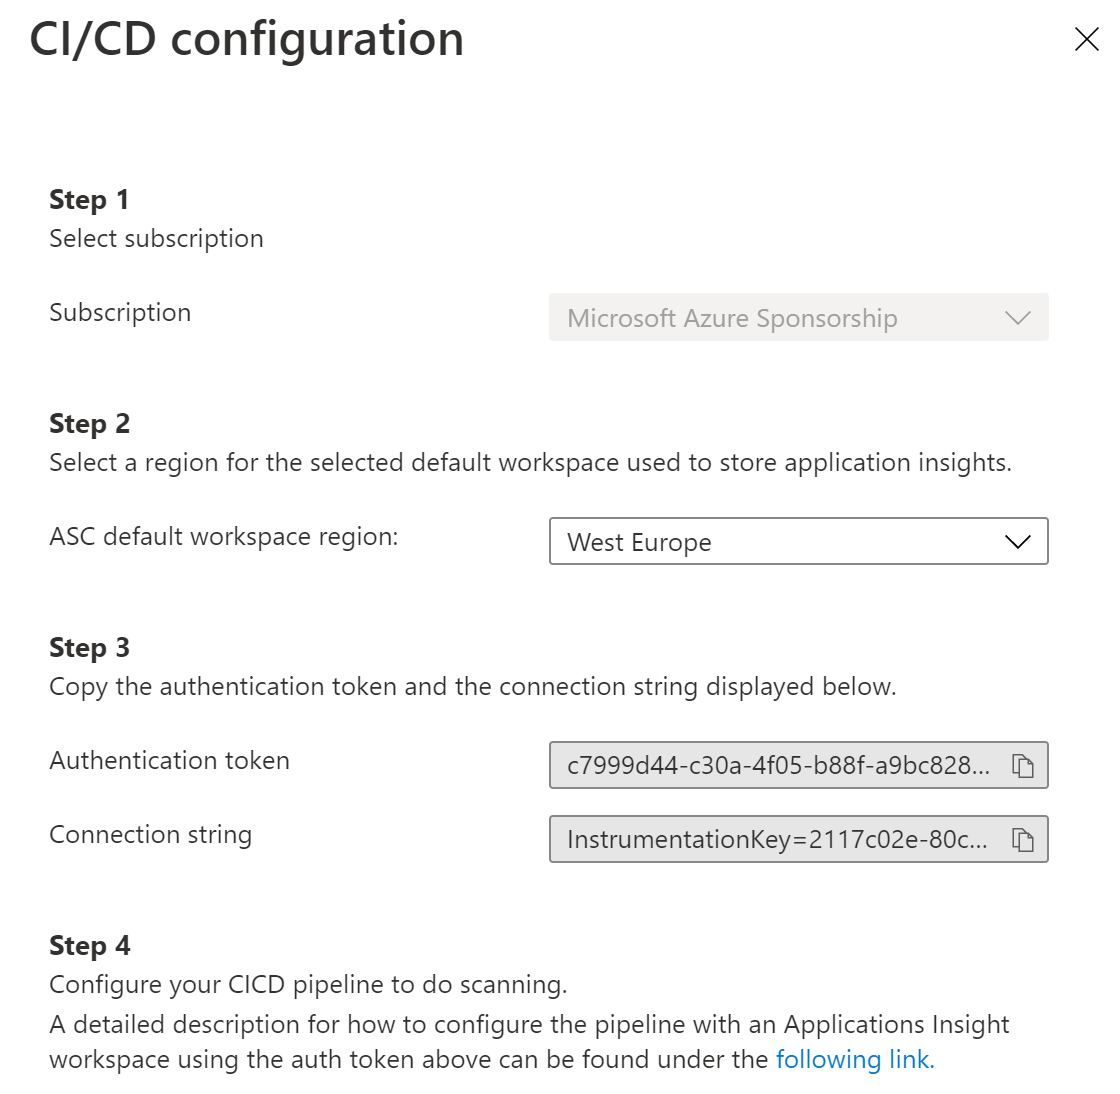 CI/CD configuration
Step 1
Select subscription
Subscription
Microsoft Azure Sponsorship
Step 2
Select a region for the selected default workspace used to store application insights.
ASC default workspace region:
West Europe
Step 3
Copy the authentication token and the connection string displayed below.
Authentication token
c7999d44-c30a-4f05-b88f-a9bc828...
Connection string
InstrumentationKey=2117c02e-80c...
Step 4
Configure your CICD pipeline to do scanning.
A detailed description for how to configure the pipeline with an Applications Insight
workspace using the auth token above can be found under the following link.